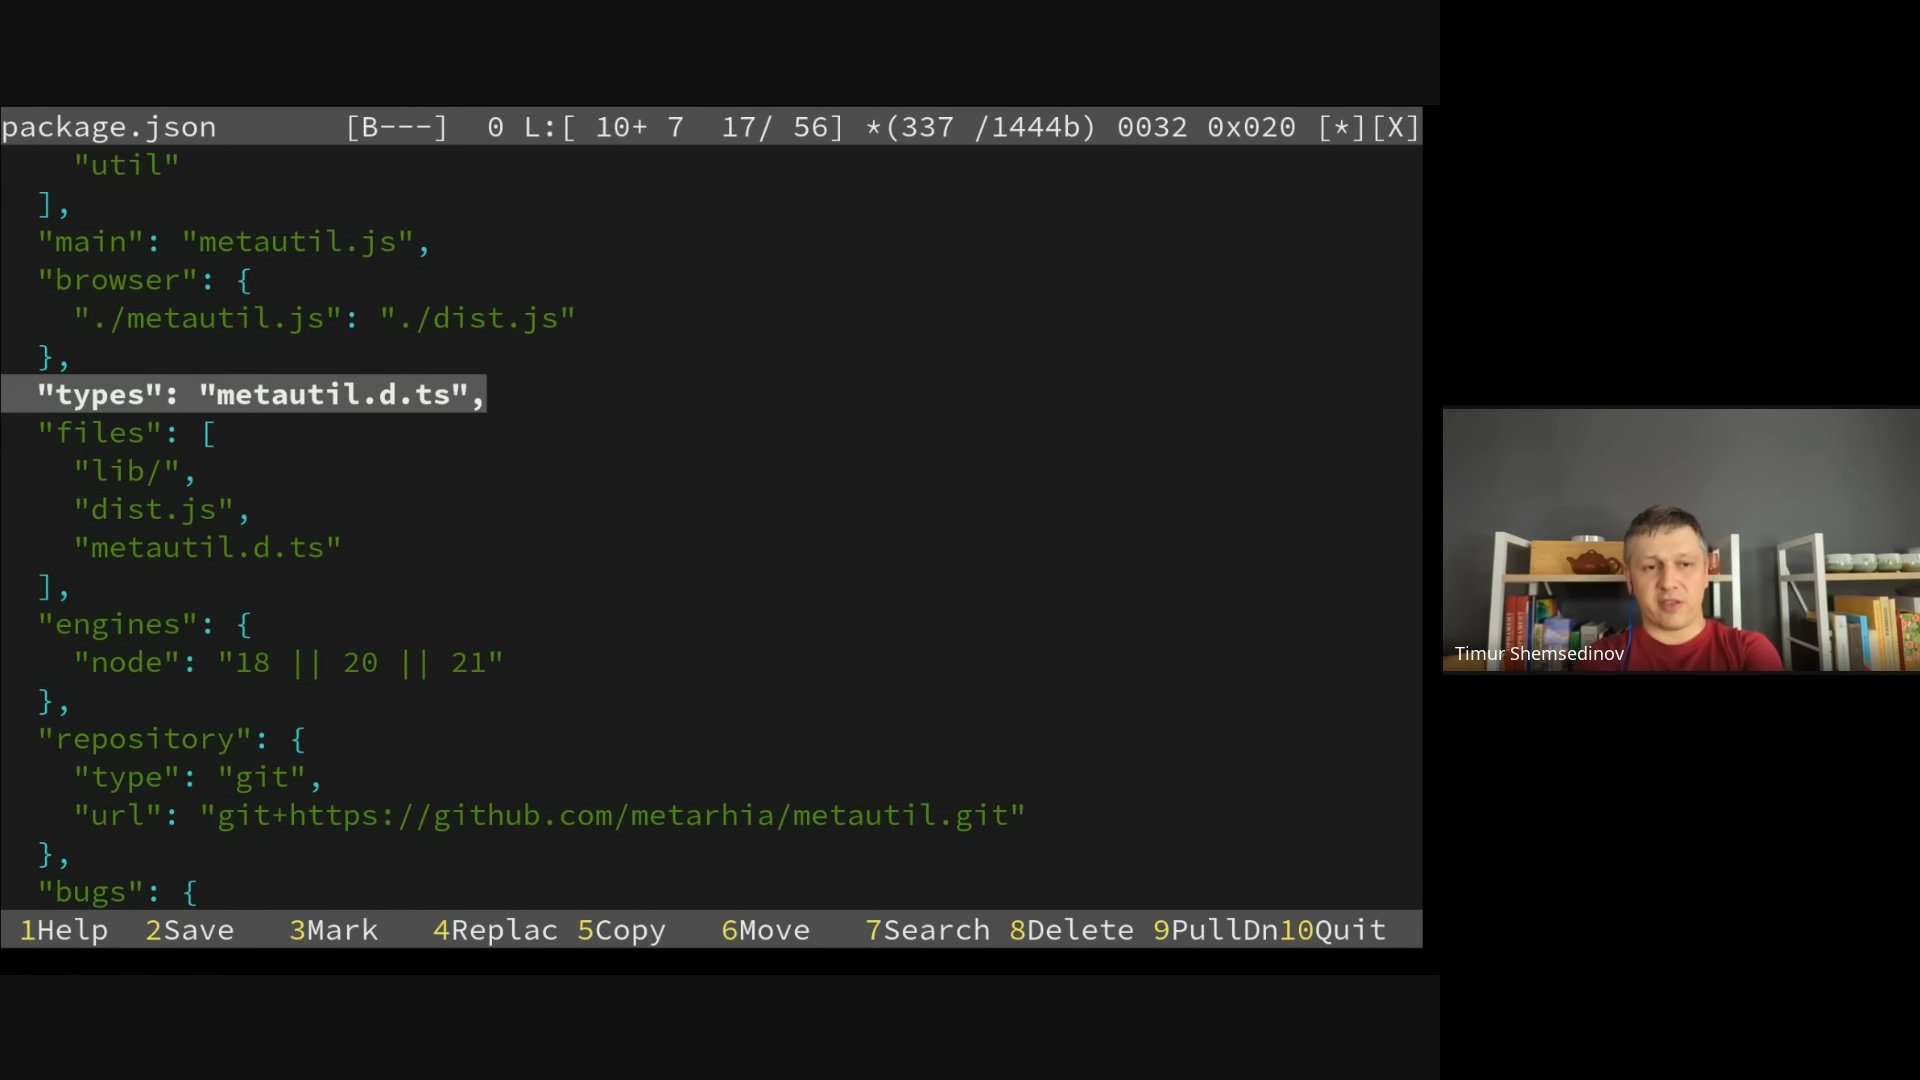 package.json [B---] 0 L:[ 10+ 7 17/ 56] *(337 /1444b) 0032 0x020 [*][X]
"util"
],
"main": "metautil.js",
"browser": {
"./metautil.js": "./dist.js"
},
"types": "metautil.d.ts",
"files": [
"lib/",
"dist.js",
"metautil.d.ts"
],
"engines": {
"node": "18 || 20 || 21"
},
"repository": {
"type": "git",
"url": "git+https://github.com/metarhia/metautil.git"
},
"bugs": {
1Help 2Save 3Mark 4Replac 5Copy 6Move 7Search 8Delete 9PullDn10Quit
Timur Shemsedinov